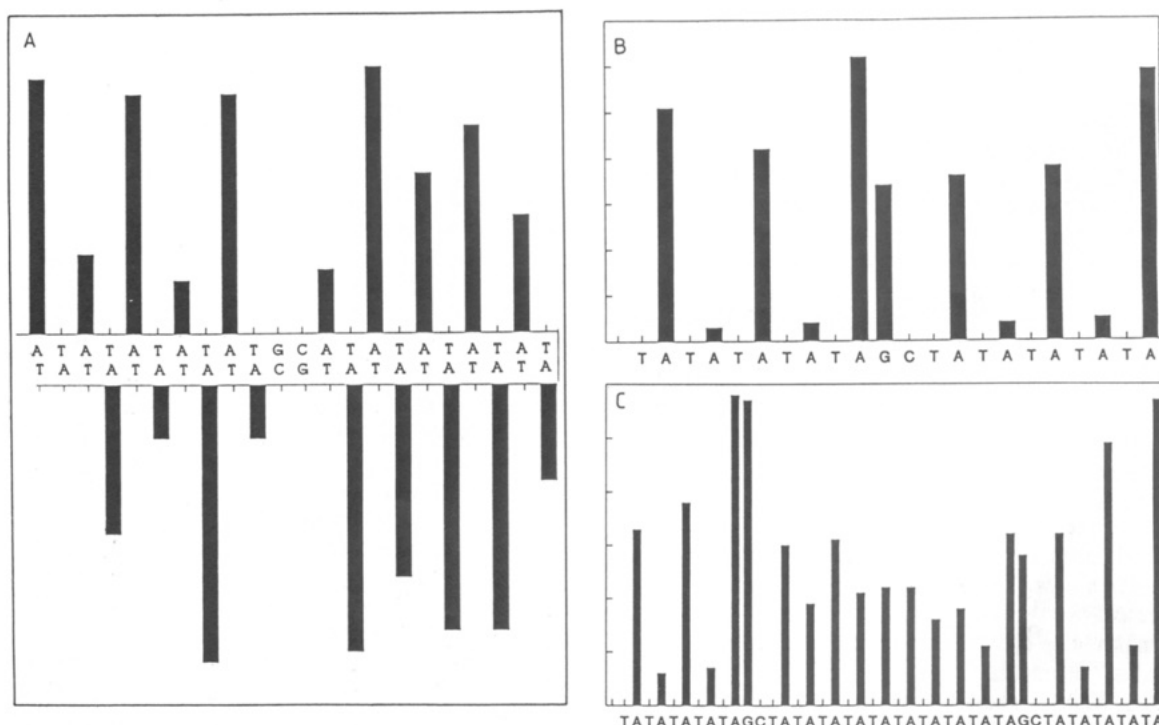 A
A T A T A T A T A T G C A T A T A T A T A T
T A T A T A T A T A C G T A T A T A T A T A
B
T A T A T A T A T A G C T A T A T A T A T A
C
TATATATATAGCTATATATATATATATATATAGCTATATATATA